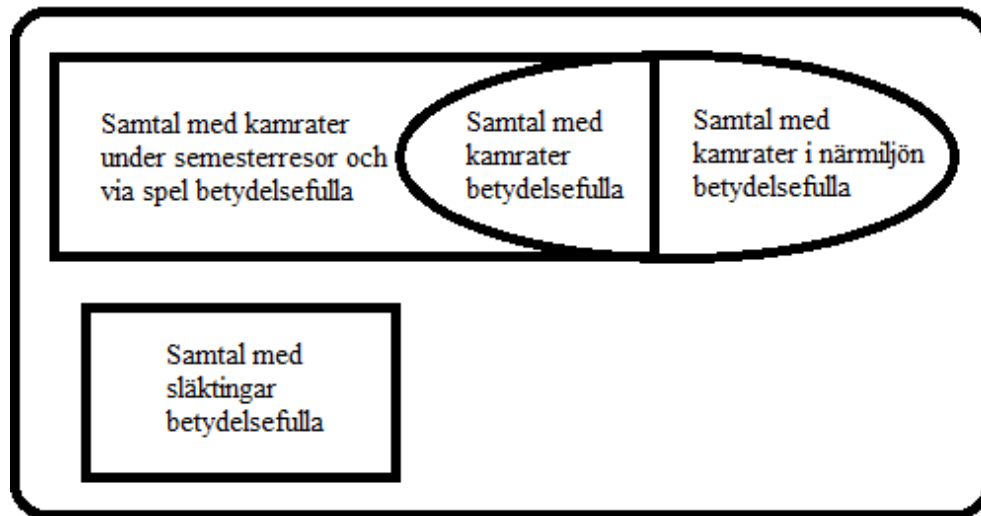 Samtal med kamrater
under semesterresor och
via spel betydelsefulla
Samtal med
kamrater
betydelsefulla
Samtal med
kamrater i närmiljön
betydelsefulla
Samtal med
släktingar
betydelsefulla